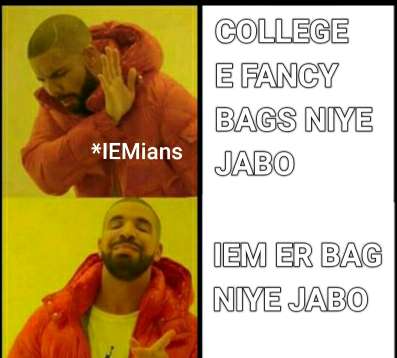 COLLEGE
E FANCY
BAGS NIYE
JABO
*IEMians
IEM ER BAG
NIYE JABO